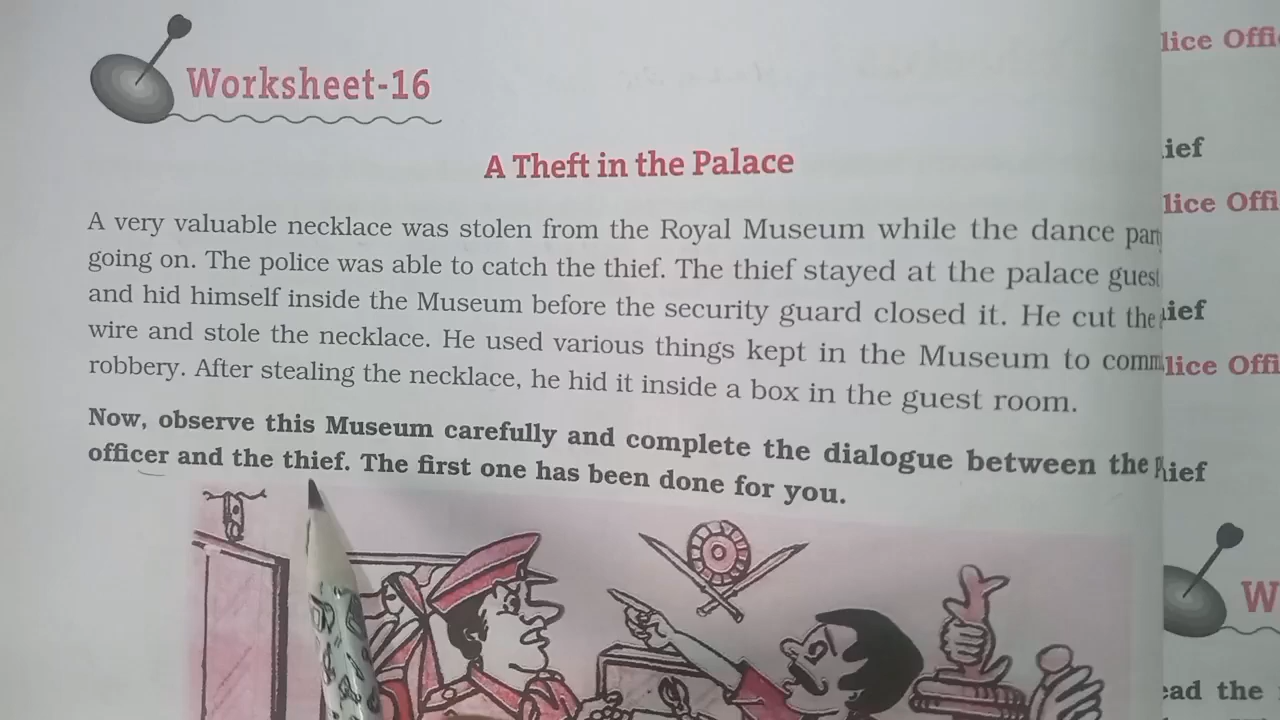 Worksheet-16
A Theft in the Palace
A very valuable necklace was stolen from the Royal Museum while the dance
going on. The police was able to catch the thief. The thief stayed at the palace guest
and hid himself inside the Museum before the security guard closed it. He cut the
wire and stole the necklace. He used various things kept in the Museum to
robbery. After stealing the necklace, he hid it inside a box in the guest room.
Now, observe this Museum carefully and complete the dialogue between the
officer and the thief. The first one has been done for you.
lice Offi
ief
lice Offi
ief
lice Offi
ief
W
ead the